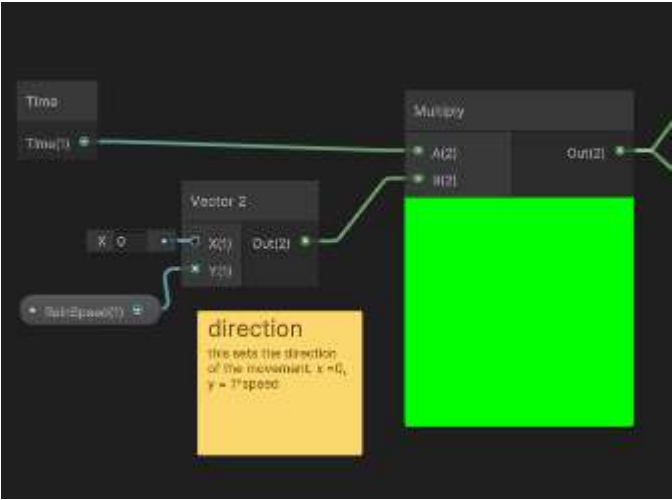 Time
Time(1)
Multiply
A(2)
Out(2)
B(2)
Vector 2
X 0
X(1)
Out(2)
Y(1)
RainSpeed(1)
direction
this sets the direction
of the movement. x =0,
y = 1*speed